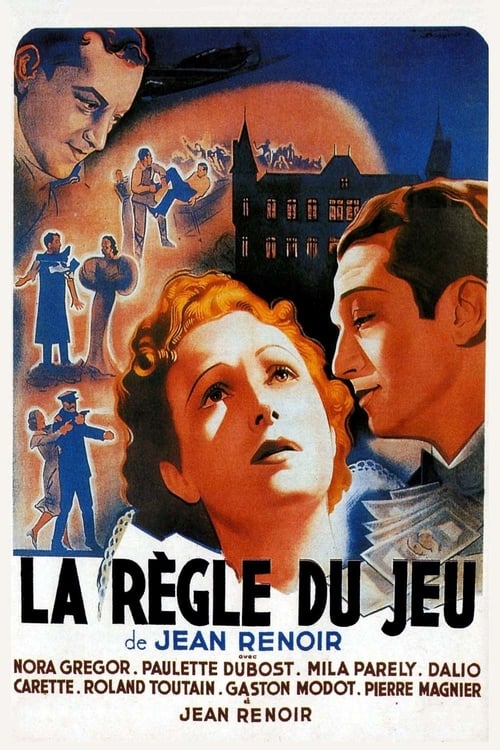 LA RÈGLE DU JEU
de JEAN RENOIR
avec
NORA GREGOR. PAULETTE DUBOST. MILA PARELY. DALIO
CARETTE. ROLAND TOUTAIN. GASTON MODOT. PIERRE MAGNIER
&
JEAN RENOIR